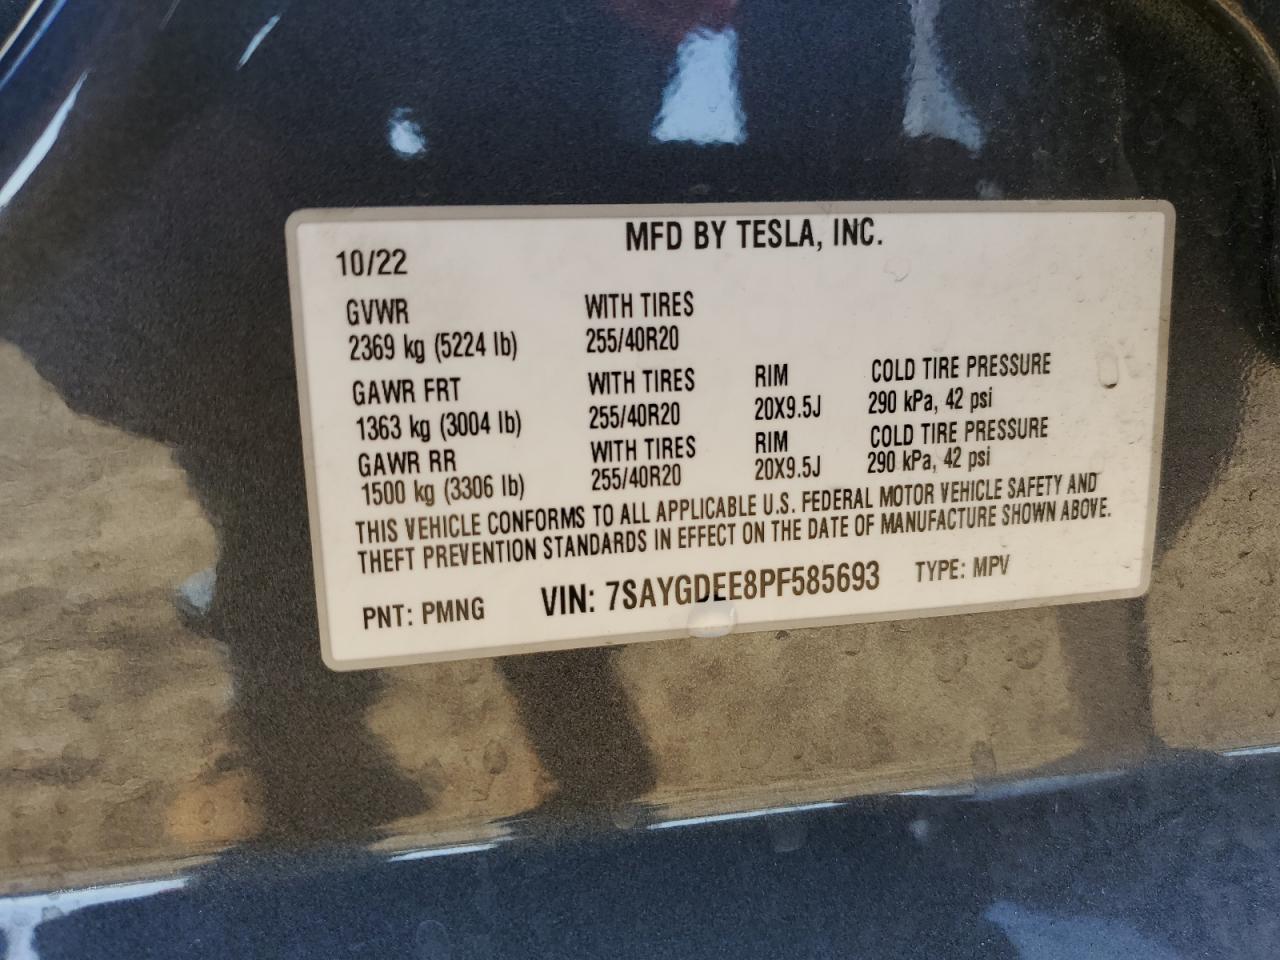 MFD BY TESLA, INC.
10/22
GVWR WITH TIRES
2369 kg (5224 lb) 255/40R20
GAWR FRT WITH TIRES RIM COLD TIRE PRESSURE
1363 kg (3004 lb) 255/40R20 20X9.5J 290 kPa, 42 psi
GAWR RR WITH TIRES RIM COLD TIRE PRESSURE
1500 kg (3306 lb) 255/40R20 20X9.5J 290 kPa, 42 psi
THIS VEHICLE CONFORMS TO ALL APPLICABLE U.S. FEDERAL MOTOR VEHICLE SAFETY AND
THEFT PREVENTION STANDARDS IN EFFECT ON THE DATE OF MANUFACTURE SHOWN ABOVE.
PNT: PMNG VIN: 7SAYGDEE8PF585693 TYPE: MPV